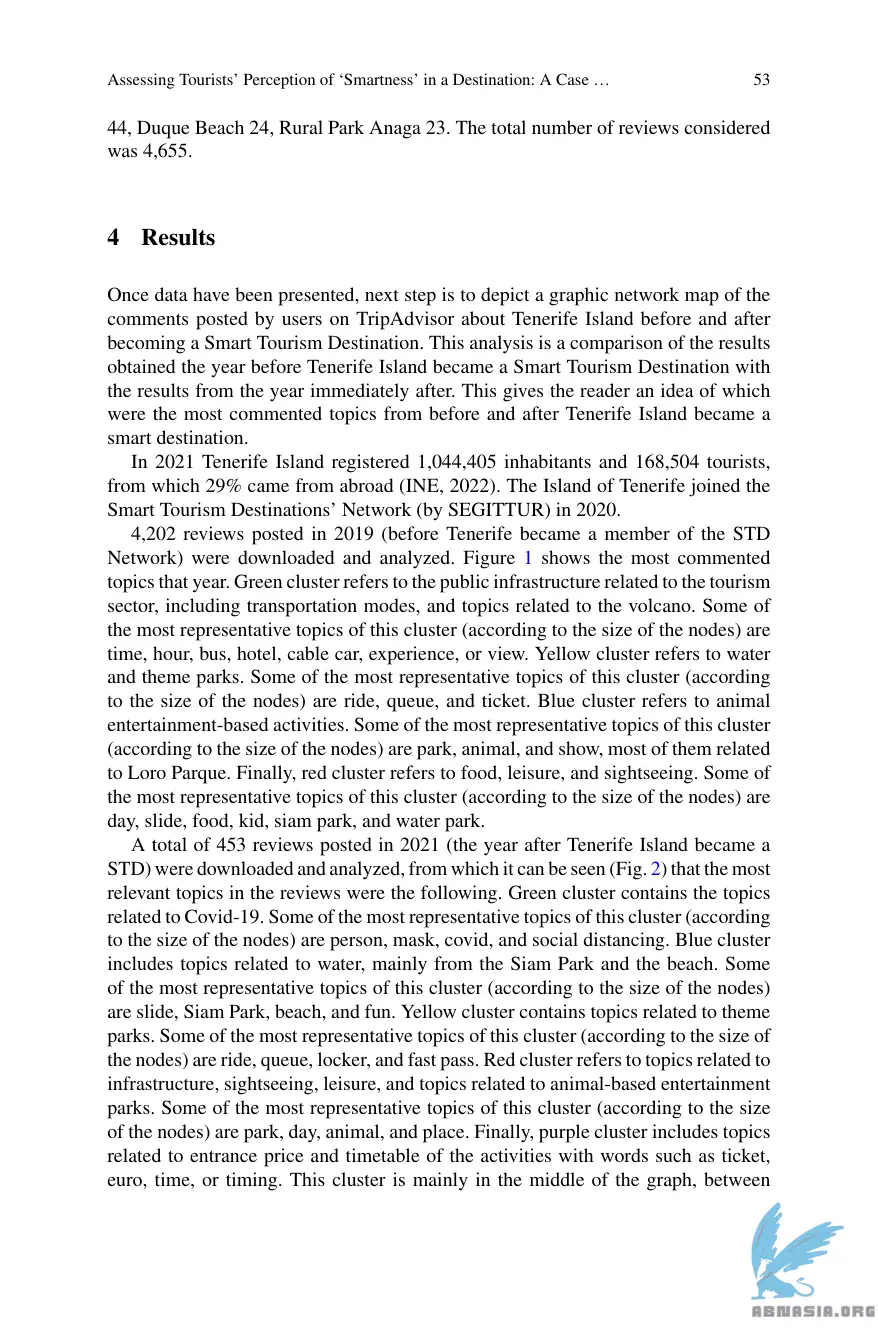 Assessing Tourists’ Perception of ‘Smartness’ in a Destination: A Case … 53
44, Duque Beach 24, Rural Park Anaga 23. The total number of reviews considered
was 4,655.
4 Results
Once data have been presented, next step is to depict a graphic network map of the
comments posted by users on TripAdvisor about Tenerife Island before and after
becoming a Smart Tourism Destination. This analysis is a comparison of the results
obtained the year before Tenerife Island became a Smart Tourism Destination with
the results from the year immediately after. This gives the reader an idea of which
were the most commented topics from before and after Tenerife Island became a
smart destination.
In 2021 Tenerife Island registered 1,044,405 inhabitants and 168,504 tourists,
from which 29% came from abroad (INE, 2022). The Island of Tenerife joined the
Smart Tourism Destinations’ Network (by SEGITTUR) in 2020.
4,202 reviews posted in 2019 (before Tenerife became a member of the STD
Network) were downloaded and analyzed. Figure 1 shows the most commented
topics that year. Green cluster refers to the public infrastructure related to the tourism
sector, including transportation modes, and topics related to the volcano. Some of
the most representative topics of this cluster (according to the size of the nodes) are
time, hour, bus, hotel, cable car, experience, or view. Yellow cluster refers to water
and theme parks. Some of the most representative topics of this cluster (according
to the size of the nodes) are ride, queue, and ticket. Blue cluster refers to animal
entertainment-based activities. Some of the most representative topics of this cluster
(according to the size of the nodes) are park, animal, and show, most of them related
to Loro Parque. Finally, red cluster refers to food, leisure, and sightseeing. Some of
the most representative topics of this cluster (according to the size of the nodes) are
day, slide, food, kid, siam park, and water park.
A total of 453 reviews posted in 2021 (the year after Tenerife Island became a
STD) were downloaded and analyzed, from which it can be seen (Fig. 2) that the most
relevant topics in the reviews were the following. Green cluster contains the topics
related to Covid-19. Some of the most representative topics of this cluster (according
to the size of the nodes) are person, mask, covid, and social distancing. Blue cluster
includes topics related to water, mainly from the Siam Park and the beach. Some
of the most representative topics of this cluster (according to the size of the nodes)
are slide, Siam Park, beach, and fun. Yellow cluster contains topics related to theme
parks. Some of the most representative topics of this cluster (according to the size of
the nodes) are ride, queue, locker, and fast pass. Red cluster refers to topics related to
infrastructure, sightseeing, leisure, and topics related to animal-based entertainment
parks. Some of the most representative topics of this cluster (according to the size
of the nodes) are park, day, animal, and place. Finally, purple cluster includes topics
related to entrance price and timetable of the activities with words such as ticket,
euro, time, or timing. This cluster is mainly in the middle of the graph, between
ABNASIA.ORG